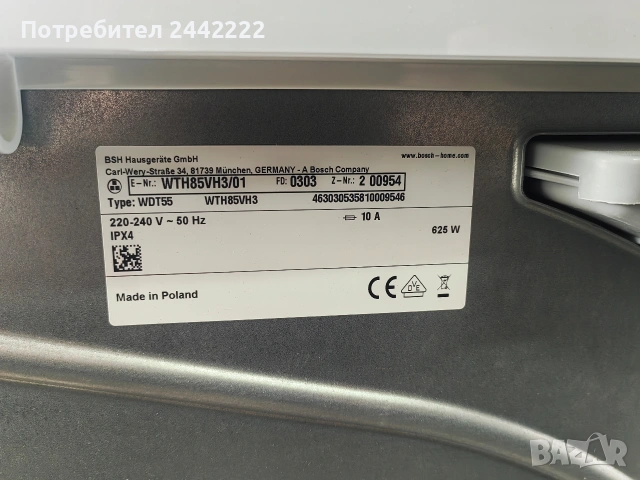 Потребител 2442222
BSH Hausgeräte GmbH
www.bosch-home.com
Carl-Wery-Straße 34, 81739 München, GERMANY - A Bosch Company
E-Nr.: WTH85VH3/01 FD: 0303 Z-Nr.: 2 00954
Type: WDT55 WTH85VH3 463030535810009546
220-240 V ~ 50 Hz 10 A
IPX4 625 W
Made in Poland
CE VDE
BAZAR